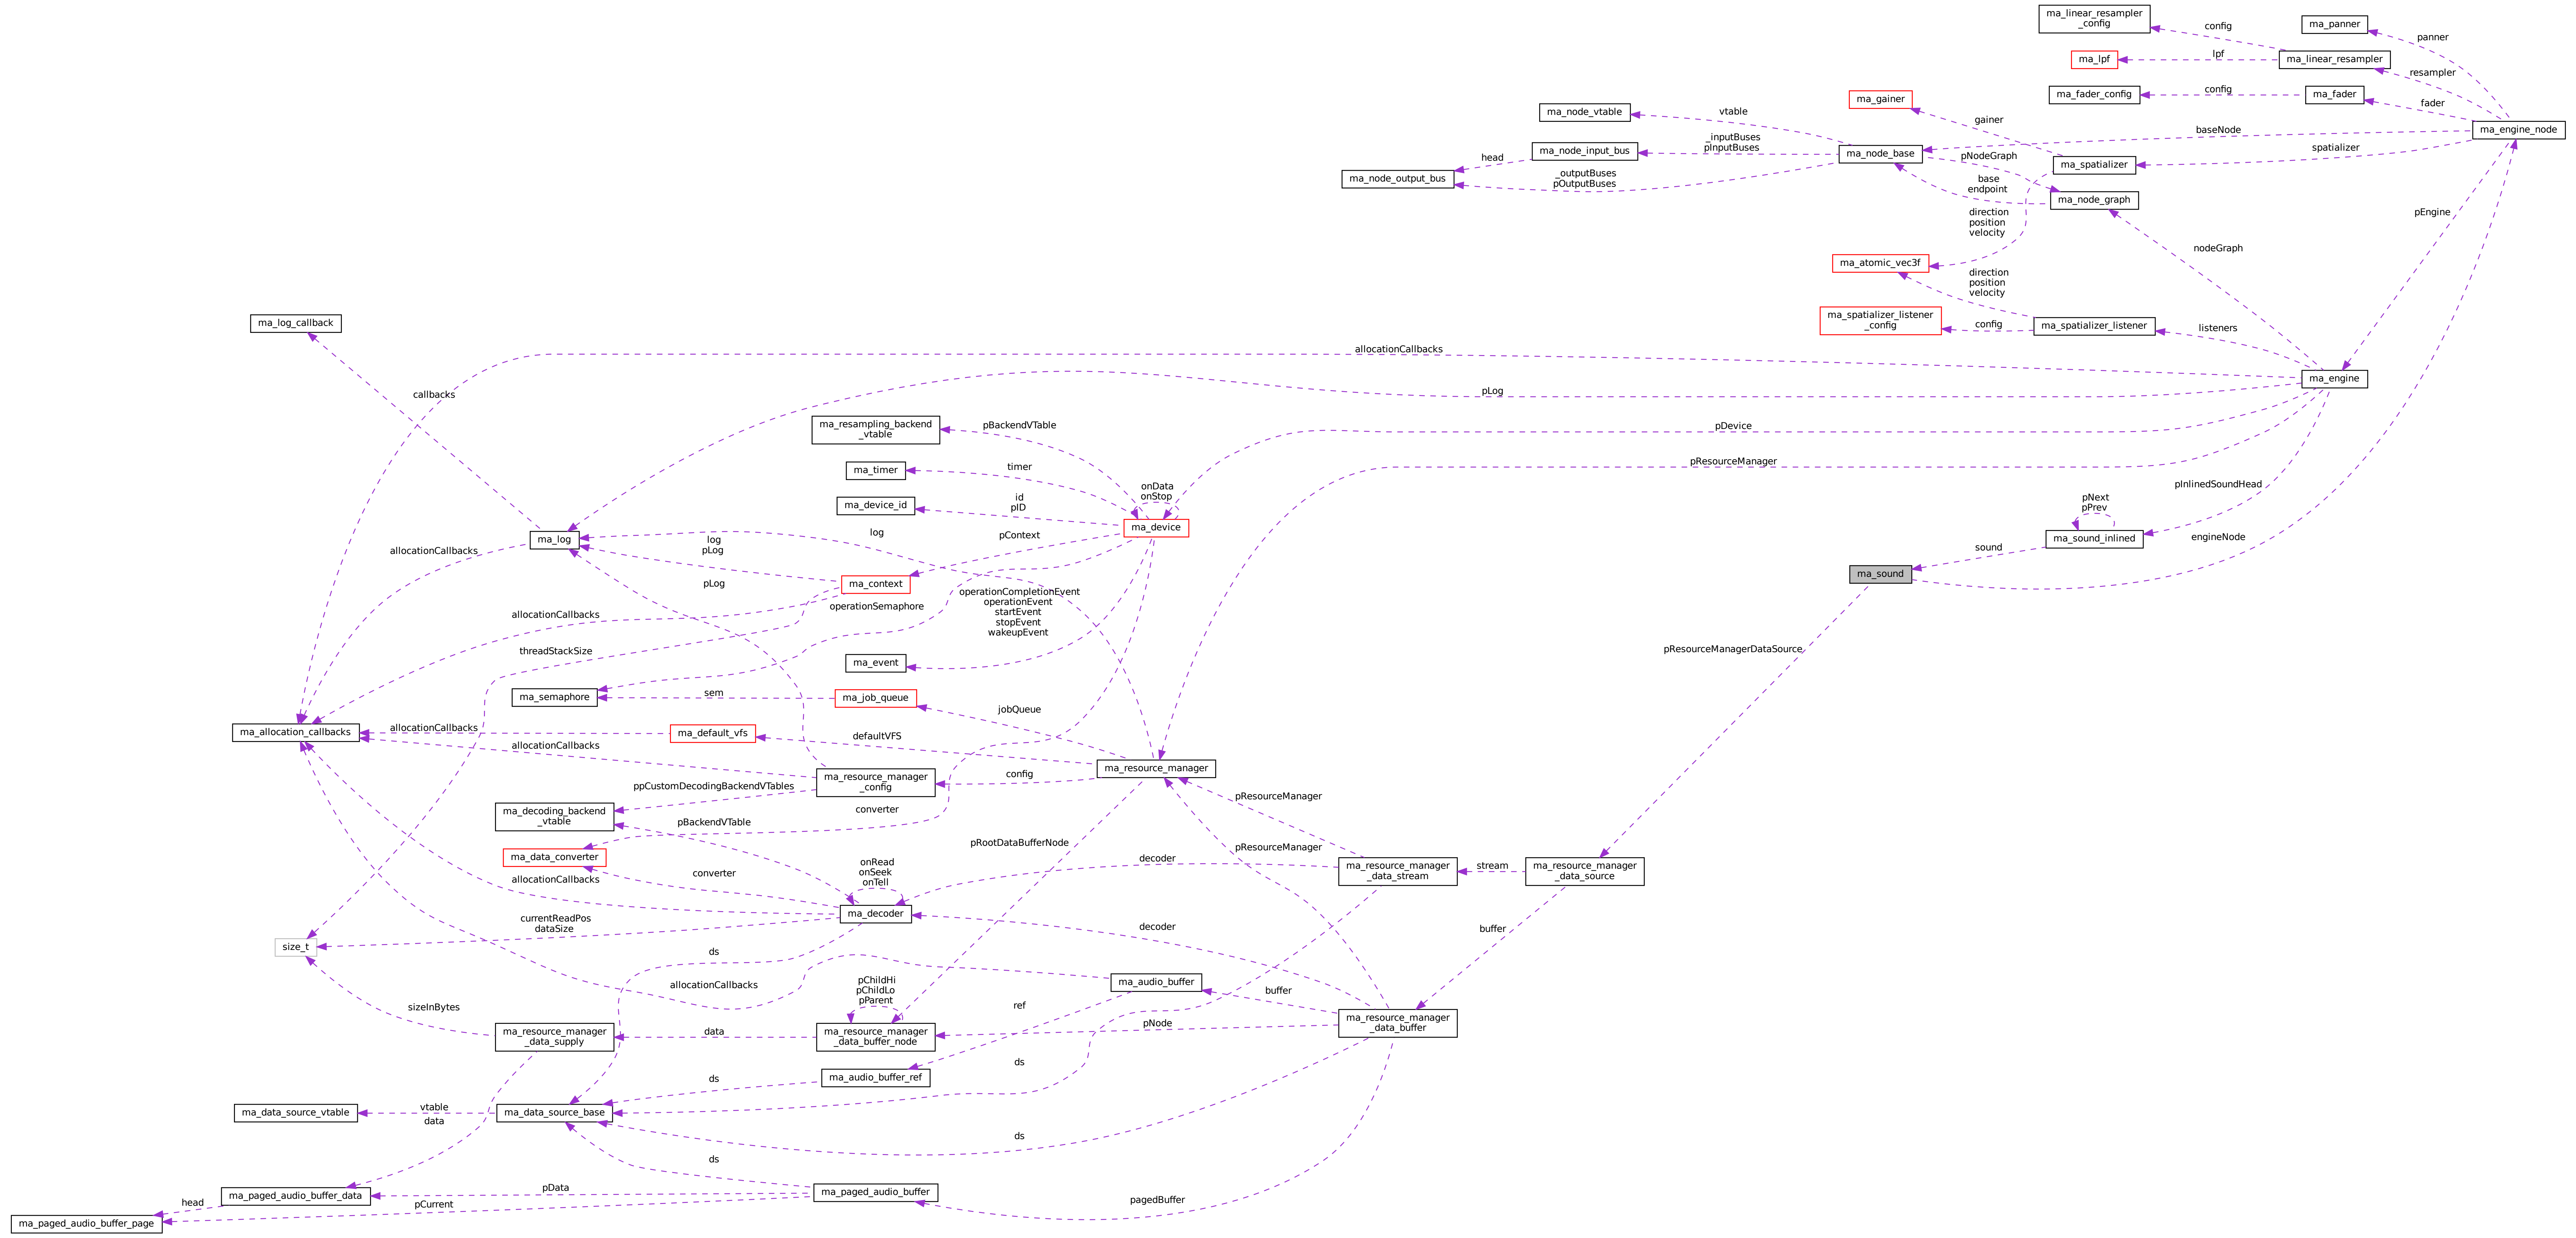 ma_linear_resampler
_config
ma_panner
config
panner
ma_lpf
lpf
ma_linear_resampler
resampler
ma_gainer
ma_fader_config
config
ma_fader
fader
ma_node_vtable
vtable
gainer
ma_engine_node
baseNode
_inputBuses
pInputBuses
ma_node_input_bus
head
ma_node_base
pNodeGraph
ma_spatializer
spatializer
ma_node_output_bus
_outputBuses
pOutputBuses
base
endpoint
ma_node_graph
direction
position
velocity
pEngine
nodeGraph
ma_atomic_vec3f
direction
position
velocity
ma_spatializer_listener
_config
config
ma_spatializer_listener
listeners
ma_log_callback
allocationCallbacks
ma_engine
callbacks
pLog
ma_resampling_backend
_vtable
pBackendVTable
pDevice
ma_timer
timer
pResourceManager
onData
onStop
pInlinedSoundHead
ma_device_id
id
pID
pNext
pPrev
ma_device
ma_log
log
log
pLog
pContext
ma_sound_inlined
engineNode
allocationCallbacks
sound
ma_sound
pLog
ma_context
operationSemaphore
operationCompletionEvent
operationEvent
startEvent
stopEvent
wakeupEvent
allocationCallbacks
threadStackSize
pResourceManagerDataSource
ma_event
ma_semaphore
sem
ma_job_queue
jobQueue
ma_allocation_callbacks
allocationCallbacks
ma_default_vfs
defaultVFS
allocationCallbacks
ma_resource_manager
ma_resource_manager
_config
config
ppCustomDecodingBackendVTables
pResourceManager
ma_decoding_backend
_vtable
pBackendVTable
converter
pRootDataBufferNode
pResourceManager
ma_data_converter
converter
onRead
onSeek
onTell
decoder
ma_resource_manager
_data_stream
stream
ma_resource_manager
_data_source
allocationCallbacks
ma_decoder
currentReadPos
dataSize
size_t
decoder
buffer
ds
allocationCallbacks
ma_audio_buffer
buffer
pChildHi
pChildLo
pParent
sizeInBytes
ref
ma_resource_manager
_data_supply
data
ma_resource_manager
_data_buffer_node
pNode
ma_resource_manager
_data_buffer
ds
ma_audio_buffer_ref
ds
ma_data_source_vtable
vtable
data
ma_data_source_base
ds
ds
ma_paged_audio_buffer_data
pData
ma_paged_audio_buffer
pagedBuffer
head
pCurrent
ma_paged_audio_buffer_page